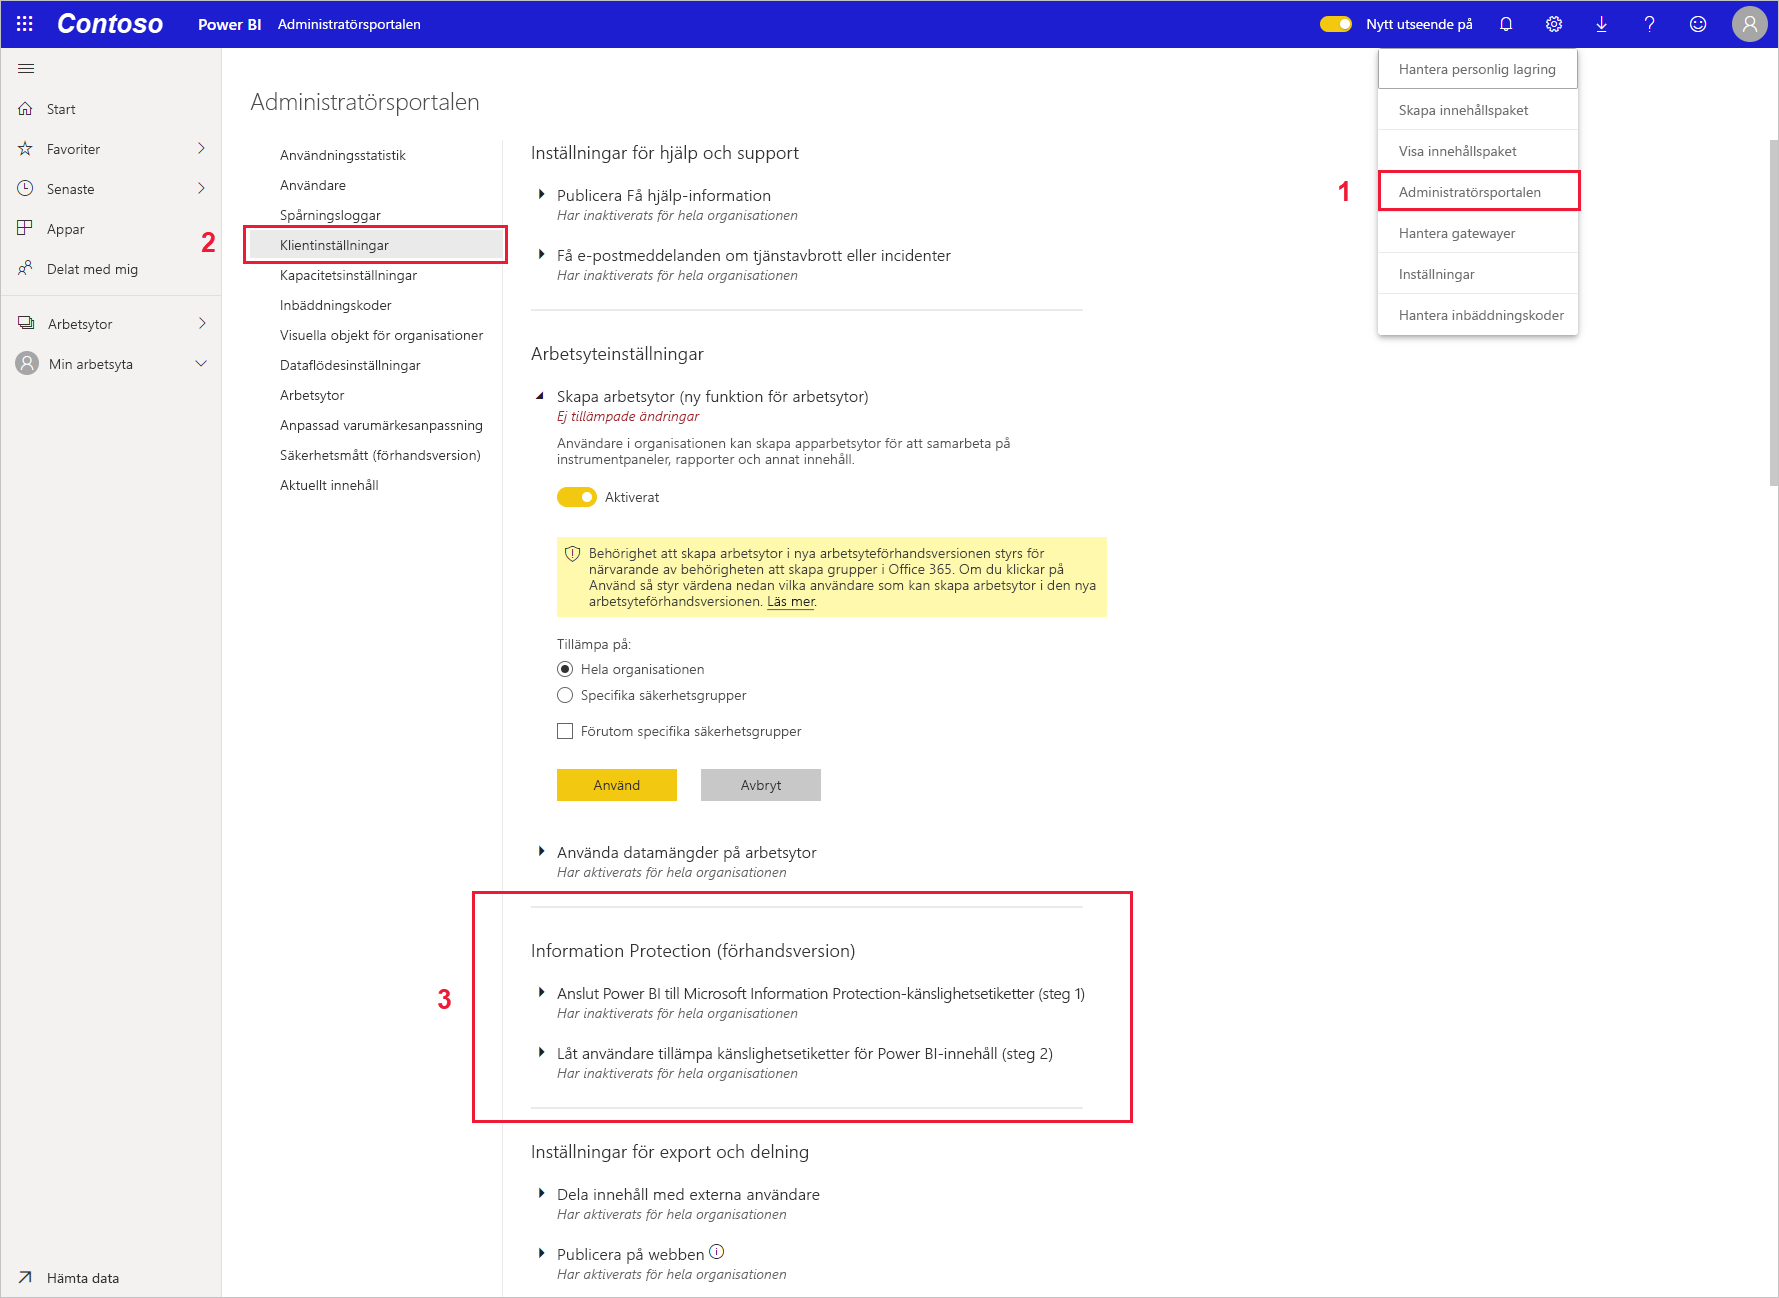 Contoso
Power BI
Administratörsportalen
Nytt utseende på
Start
Favoriter
Senaste
Appar
Delat med mig
Arbetsytor
Min arbetsyta
Hämta data
Administratörsportalen
Användningsstatistik
Användare
Spårningsloggar
2
Klientinställningar
Kapacitetsinställningar
Inbäddningskoder
Visuella objekt för organisationer
Dataflödesinställningar
Arbetsytor
Anpassad varumärkesanpassning
Säkerhetsmått (förhandsversion)
Aktuellt innehåll
Inställningar för hjälp och support
Publicera Få hjälp-information
Har inaktiverats för hela organisationen
Få e-postmeddelanden om tjänstavbrott eller incidenter
Har inaktiverats för hela organisationen
Arbetsyteinställningar
Skapa arbetsytor (ny funktion för arbetsytor)
Ej tillämpade ändringar
Användare i organisationen kan skapa apparbetsytor för att samarbeta på
instrumentpaneler, rapporter och annat innehåll.
Aktiverat
Behörighet att skapa arbetsytor i nya arbetsyteförhandsversionen styrs för
närvarande av behörigheten att skapa grupper i Office 365. Om du klickar på
Använd så styr värdena nedan vilka användare som kan skapa arbetsytor i den nya
arbetsyteförhandsversionen. Läs mer.
Tillämpa på:
Hela organisationen
Specifika säkerhetsgrupper
Förutom specifika säkerhetsgrupper
Använd
Avbryt
Använda datamängder på arbetsytor
Har aktiverats för hela organisationen
3
Information Protection (förhandsversion)
Anslut Power BI till Microsoft Information Protection-känslighetsetiketter (steg 1)
Har inaktiverats för hela organisationen
Låt användare tillämpa känslighetsetiketter för Power BI-innehåll (steg 2)
Har inaktiverats för hela organisationen
Inställningar för export och delning
Dela innehåll med externa användare
Har aktiverats för hela organisationen
Publicera på webben
Har aktiverats för hela organisationen
Hantera personlig lagring
Skapa innehållspaket
Visa innehållspaket
1
Administratörsportalen
Hantera gatewayer
Inställningar
Hantera inbäddningskoder